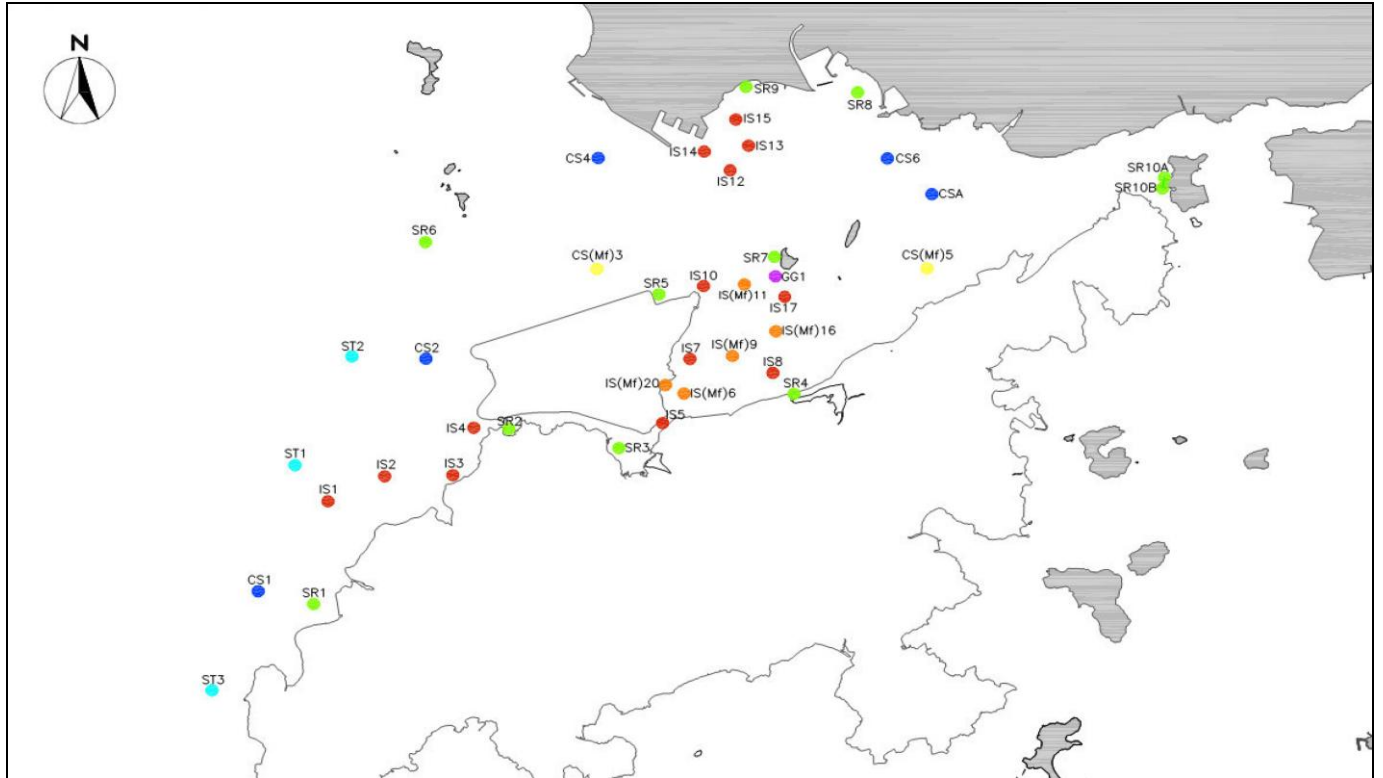 N
SR9
SR8
IS15
IS13
IS14
CS4
IS12
CS6
SR10A
SR10B
CSA
SR6
CS(Mf)3
SR7
CS(Mf)5
GG1
IS10
SR5
IS(Mf)11
IS17
IS(Mf)16
ST2
CS2
IS7
IS(Mf)9
IS8
IS(Mf)20
IS(Mf)6
SR4
IS5
SR2
IS4
SR3
ST1
IS2
IS3
IS1
CS1
SR1
ST3